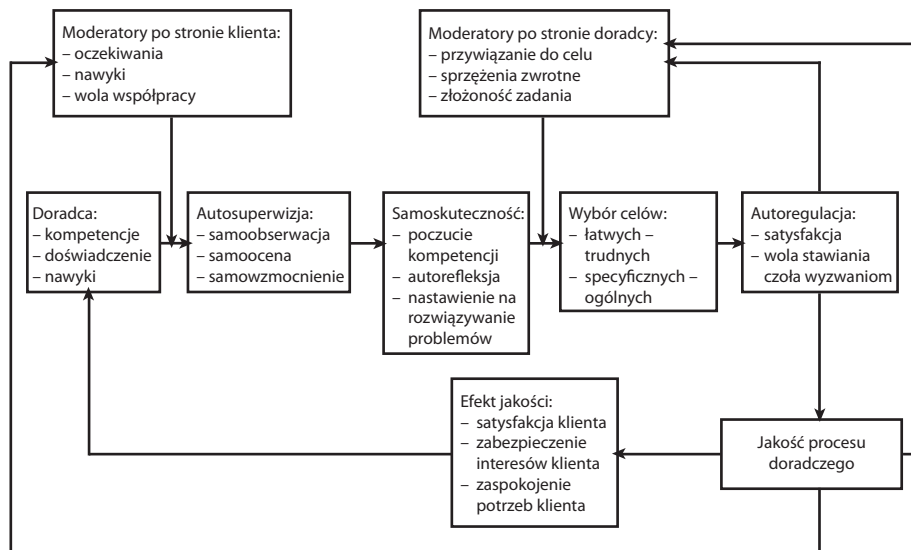 Moderatory po stronie klienta:
– oczekiwania
– nawyki
– wola współpracy
Moderatory po stronie doradcy:
– przywiązanie do celu
– sprzężenia zwrotne
– złożoność zadania
Doradca:
– kompetencje
– doświadczenie
– nawyki
Autosuperwizja:
– samoobserwacja
– samoocena
– samowzmocnienie
Samoskuteczność:
– poczucie
kompetencji
– autorefleksja
– nastawienie na
rozwiązywanie
problemów
Wybór celów:
– łatwych –
trudnych
– specyficznych –
ogólnych
Autoregulacja:
– satysfakcja
– wola stawiania
czoła wyzwaniom
Efekt jakości:
– satysfakcja klienta
– zabezpieczenie
interesów klienta
– zaspokojenie
potrzeb klienta
Jakość procesu
doradczego